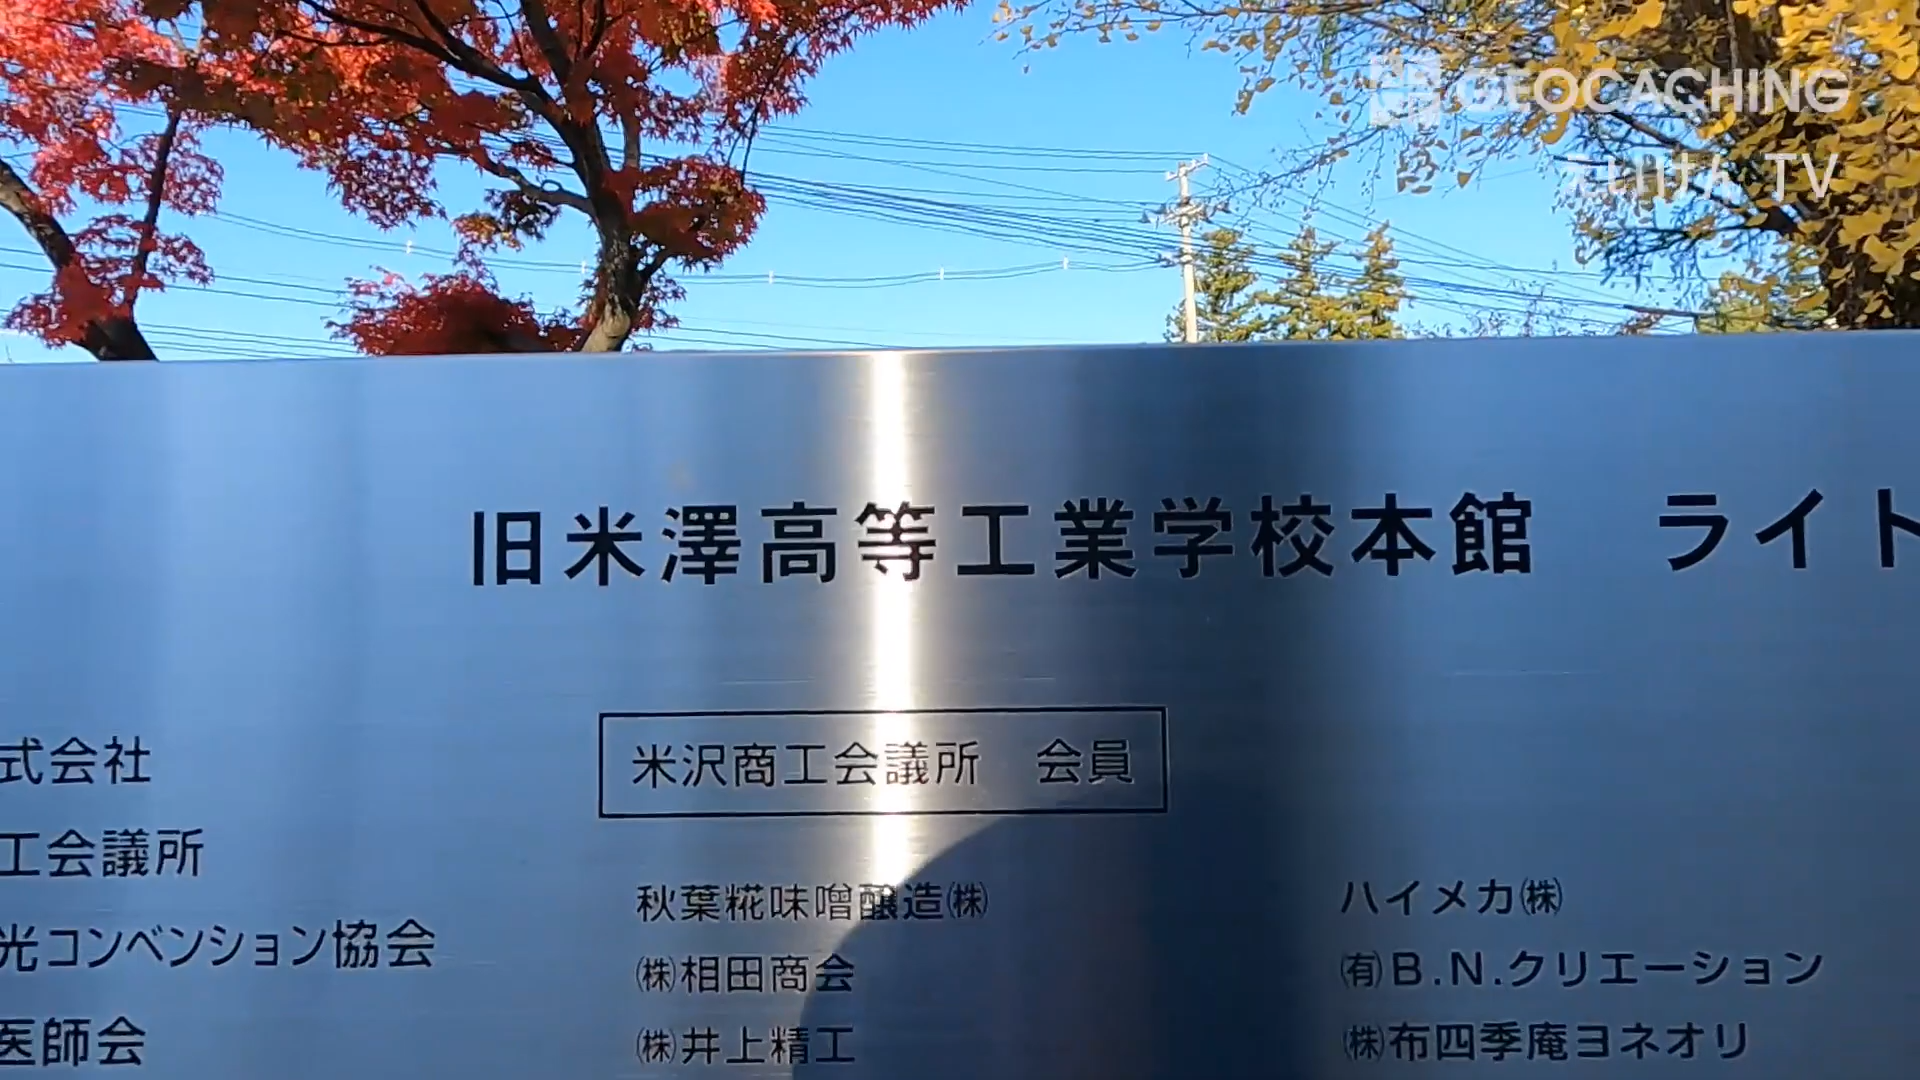 GEOCACHING
えいけん TV
旧米澤高等工業学校本館 ライト
米沢商工会議所 会員
式会社
工会議所
光コンベンション協会
医師会
秋葉糀味噌醸造㈱
㈱相田商会
㈱井上精工
ハイメカ㈱
㈲B.N.クリエーション
㈱布四季庵ヨネオリ